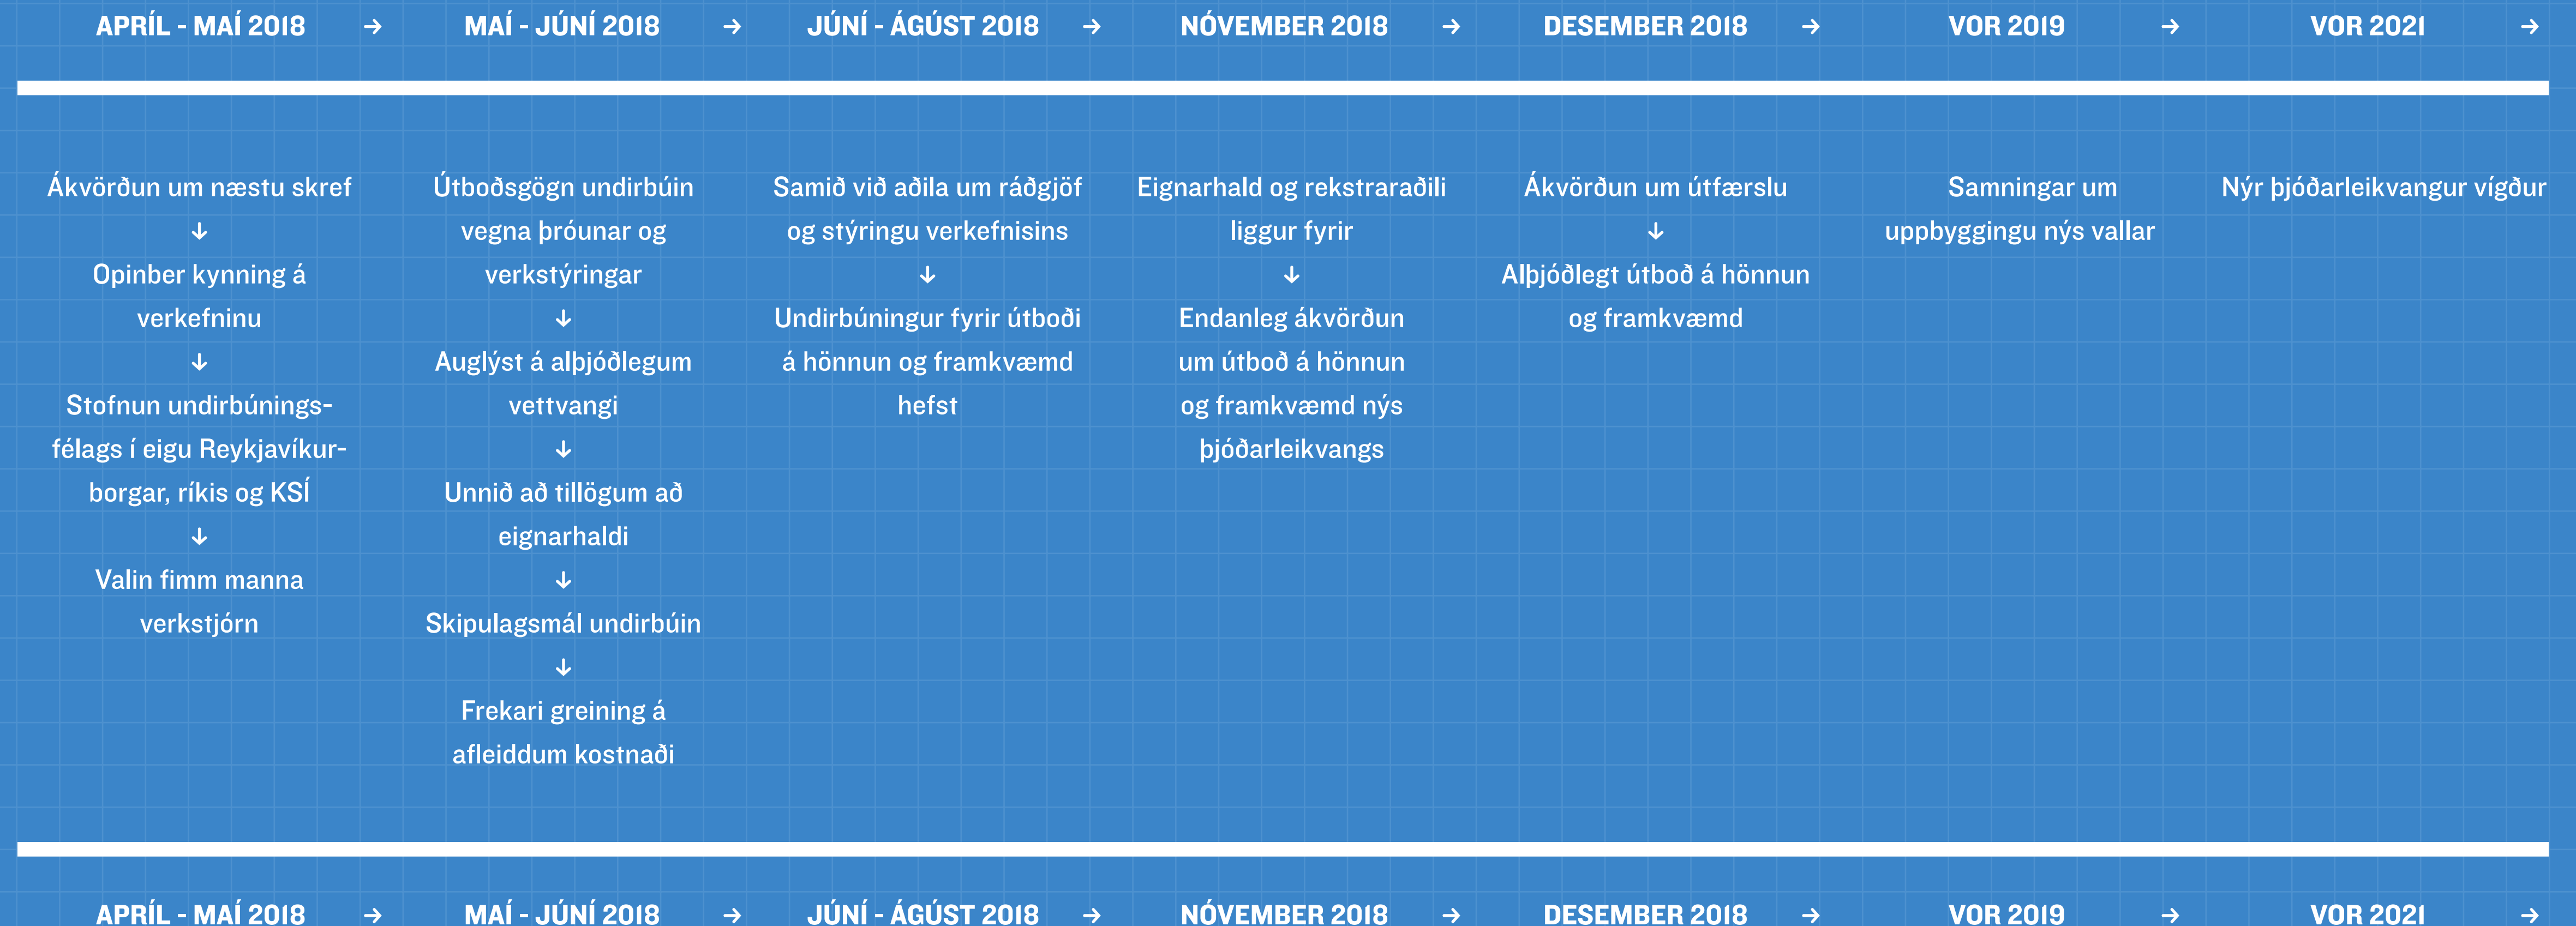 APRÍL - MAÍ 2018 → MAÍ - JÚNÍ 2018 → JÚNÍ - ÁGÚST 2018 → NÓVEMBER 2018 → DESEMBER 2018 → VOR 2019 → VOR 2021 →
Ákvörðun um næstu skref
↓
Opinber kynning á
verkefninu
↓
Stofnun undirbúnings-
félags í eigu Reykjavíkur-
borgar, ríkis og KSÍ
↓
Valin fimm manna
verkstjórn
Útboðsgögn undirbúin
vegna þróunar og
verkstýringar
↓
Auglýst á alþjóðlegum
vettvangi
↓
Unnið að tillögum að
eignarhaldi
↓
Skipulagsmál undirbúin
↓
Frekari greining á
afleiddum kostnaði
Samið við aðila um ráðgjöf
og stýringu verkefnisins
↓
Undirbúningur fyrir útboði
á hönnun og framkvæmd
hefst
Eignarhald og rekstraraðili
liggur fyrir
↓
Endanleg ákvörðun
um útboð á hönnun
og framkvæmd nýs
þjóðarleikvangs
Ákvörðun um útfærslu
↓
Alþjóðlegt útboð á hönnun
og framkvæmd
Samningar um
uppbyggingu nýs vallar
Nýr þjóðarleikvangur vígður
APRÍL - MAÍ 2018 → MAÍ - JÚNÍ 2018 → JÚNÍ - ÁGÚST 2018 → NÓVEMBER 2018 → DESEMBER 2018 → VOR 2019 → VOR 2021 →